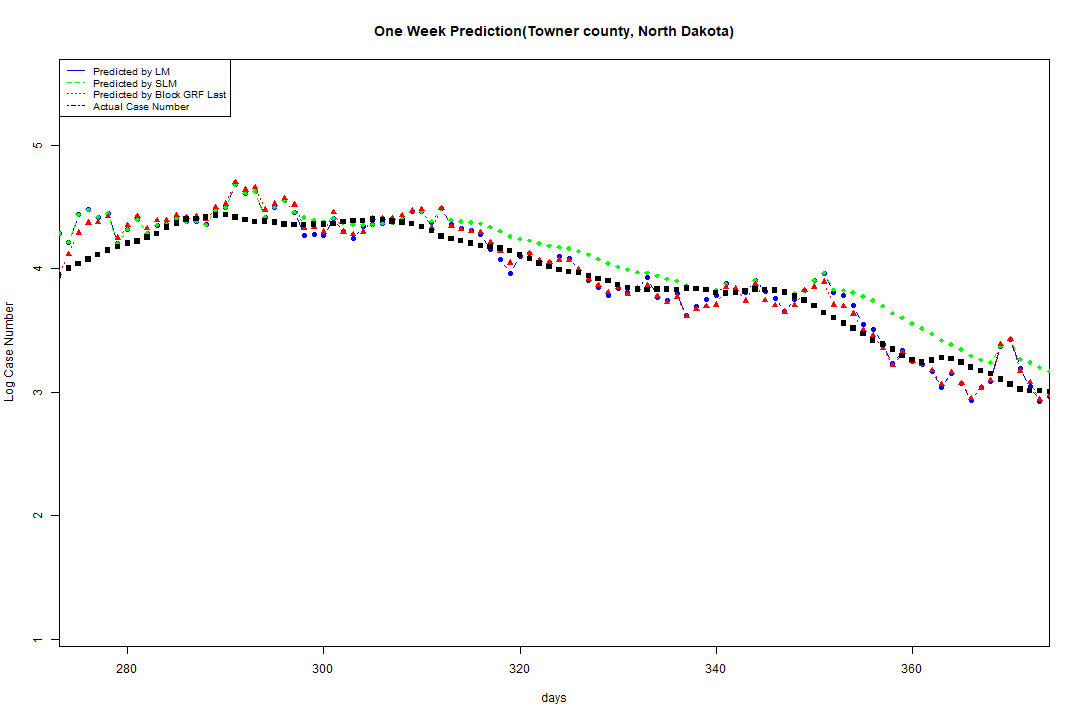 One Week Prediction(Towner county, North Dakota)
Predicted by LM
Predicted by SLM
Predicted by Block GRF Last
Actual Case Number
5
4
3
2
1
Log Case Number
280 300 320 340 360
days